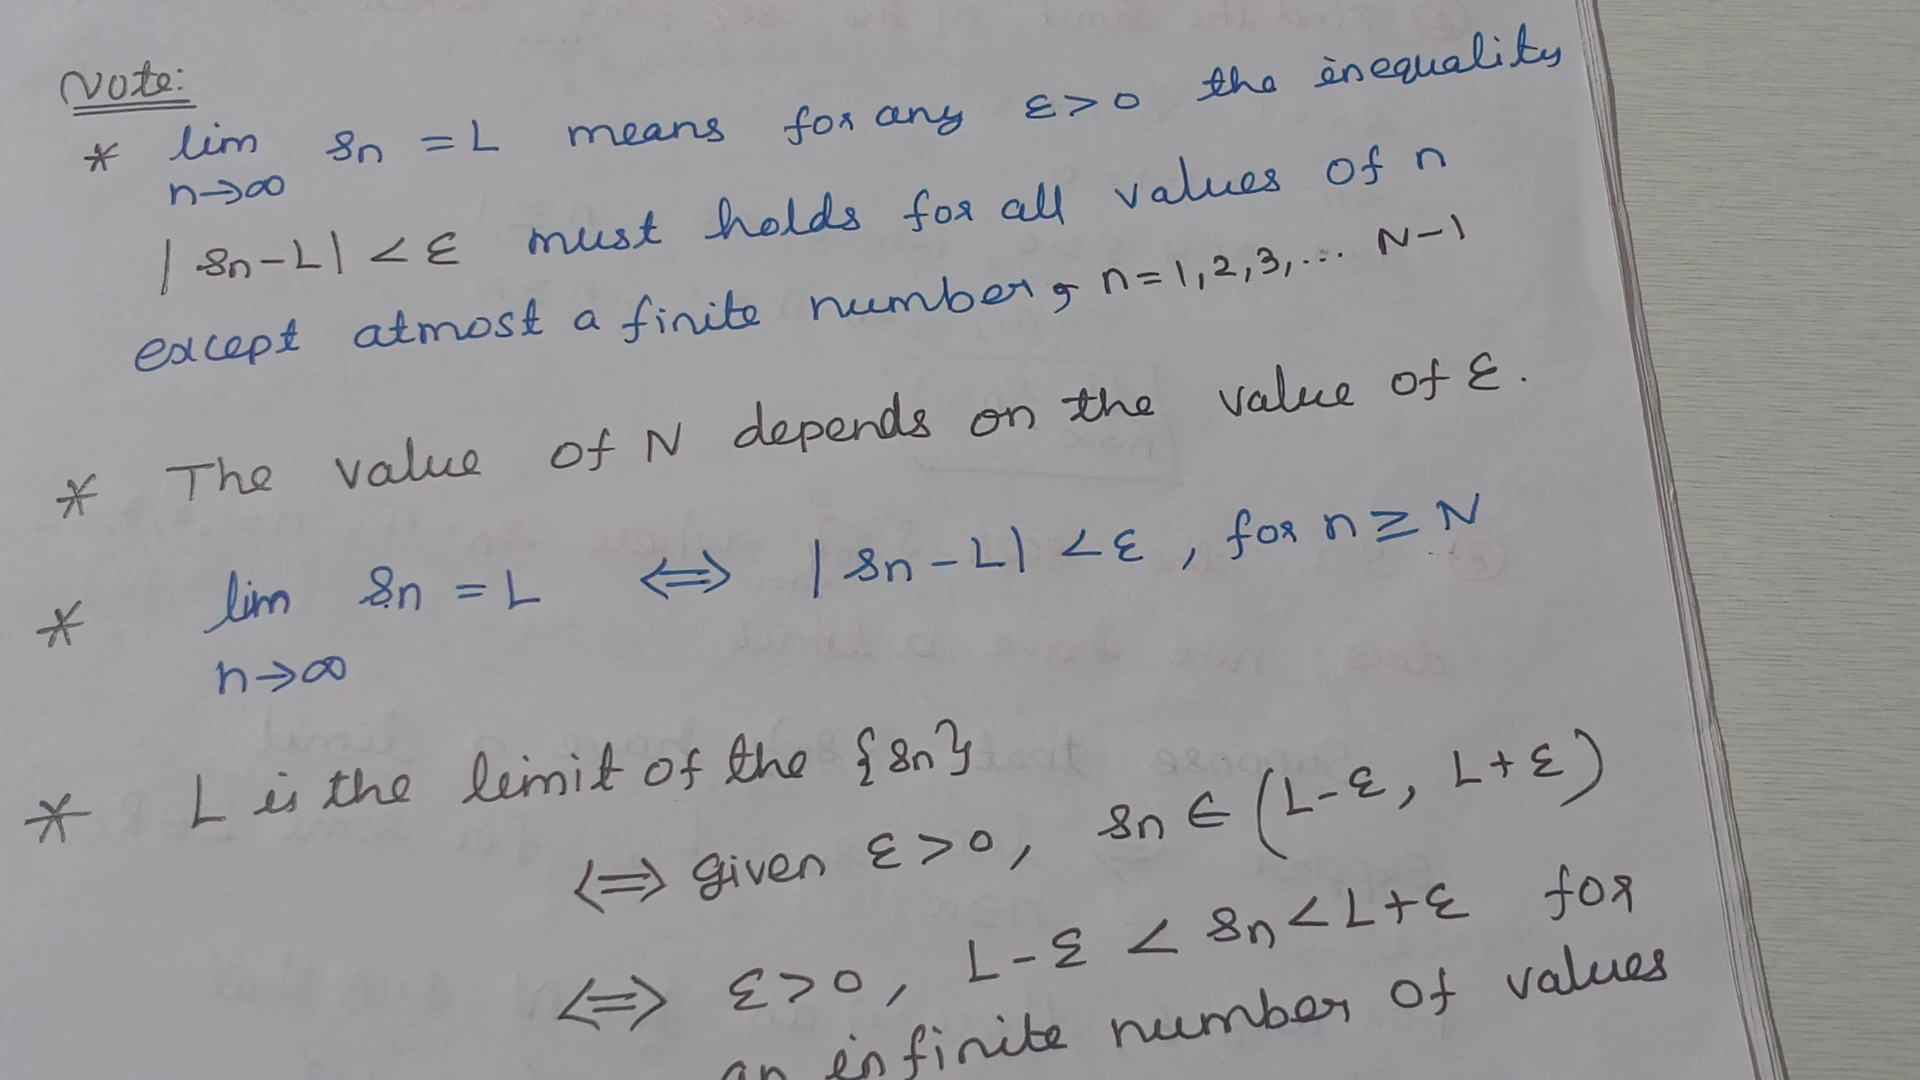 Note:
* lim sn = L means for any ε>0 the inequality
n→∞
|sn-L| <ε must holds for all values of n
except atmost a finite number, n=1,2,3,... N-1
* The value of N depends on the value of ε.
* lim sn = L ⇔ |sn-L| <ε, for n ≥ N
n→∞
* L is the limit of the {sn}
⇔ given ε>0, sn ∈ (L-ε, L+ε)
⇔ ε>0, L-ε < sn < L+ε for
an infinite number of values